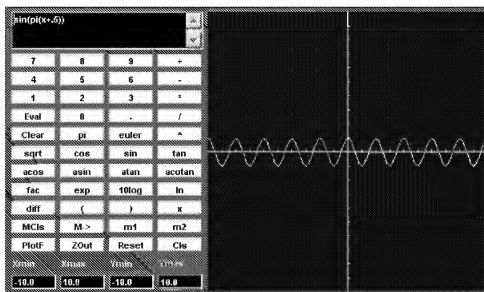 sin(pi(x+.5))
7 8 9 +
4 5 6 -
1 2 3 *
Eval 0 . /
Clear pi euler ^
sqrt cos sin tan
acos asin atan acotan
fac exp 10log ln
diff ( ) x
MCls M-> m1 m2
PlotF ZOut Reset Cls
Xmin Xmax Ymin Ymax
-10.0 10.0 -10.0 10.0